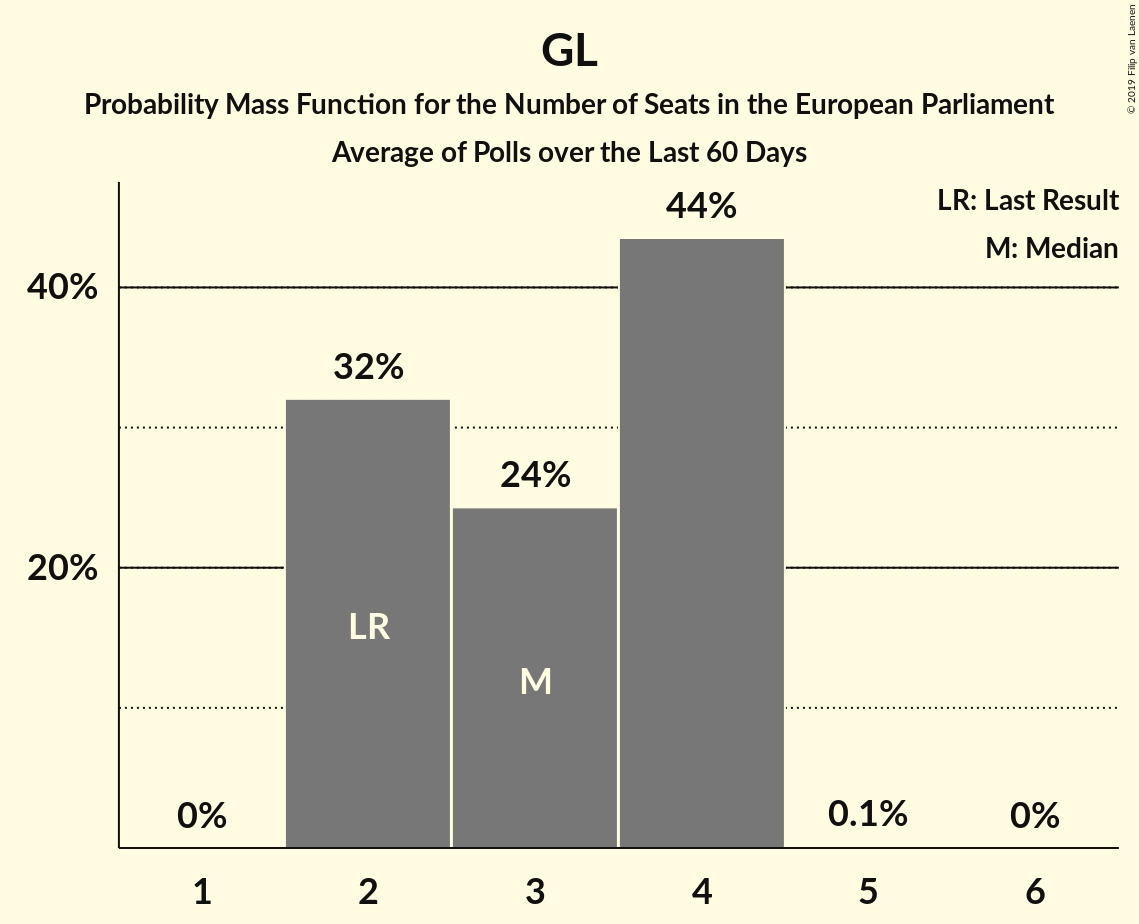 GL
Probability Mass Function for the Number of Seats in the European Parliament
Average of Polls over the Last 60 Days
© 2019 Filip van Laenen
LR: Last Result
M: Median
44%
40%
32%
24%
20%
LR
M
0%
0.1%
0%
1 2 3 4 5 6